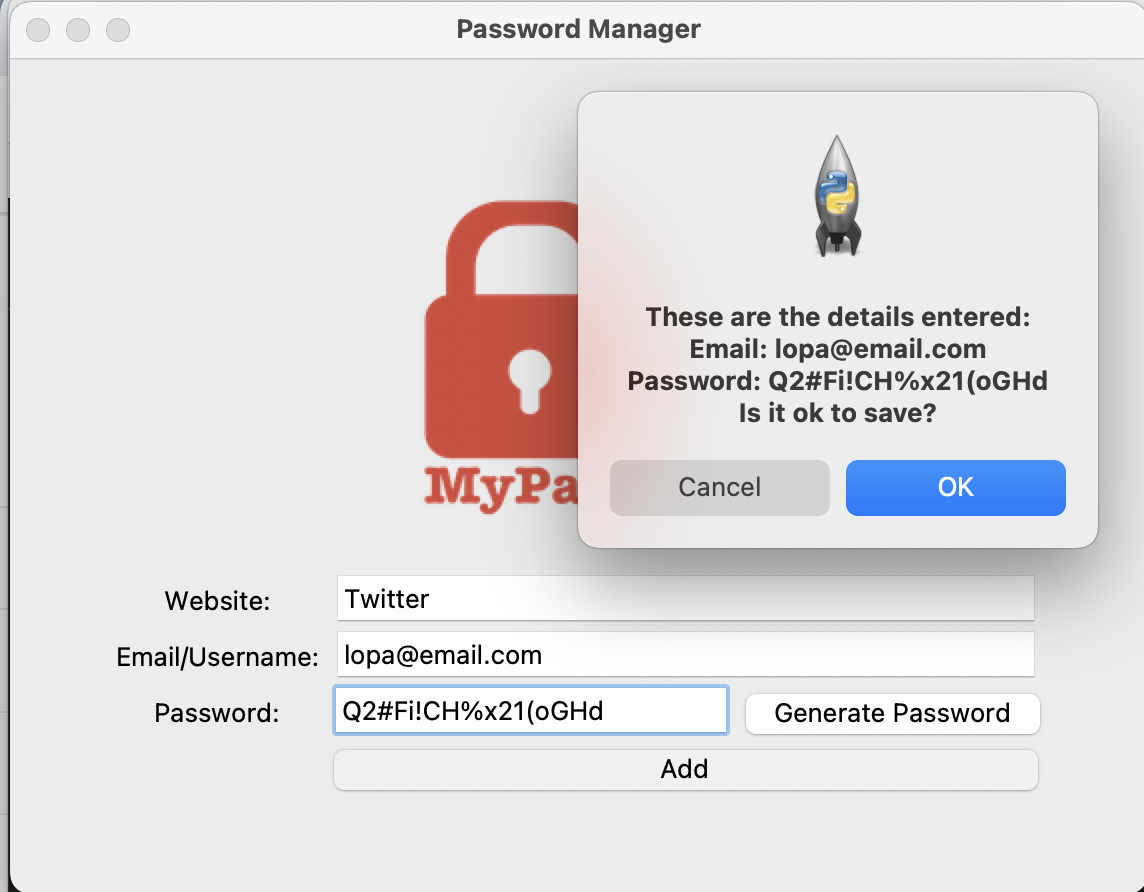 Password Manager
These are the details entered:
Email: lopa@email.com
Password: Q2#Fi!CH%x21(oGHd
Is it ok to save?
Cancel
OK
MyPa
Website:
Twitter
Email/Username:
lopa@email.com
Password:
Q2#Fi!CH%x21(oGHd
Generate Password
Add